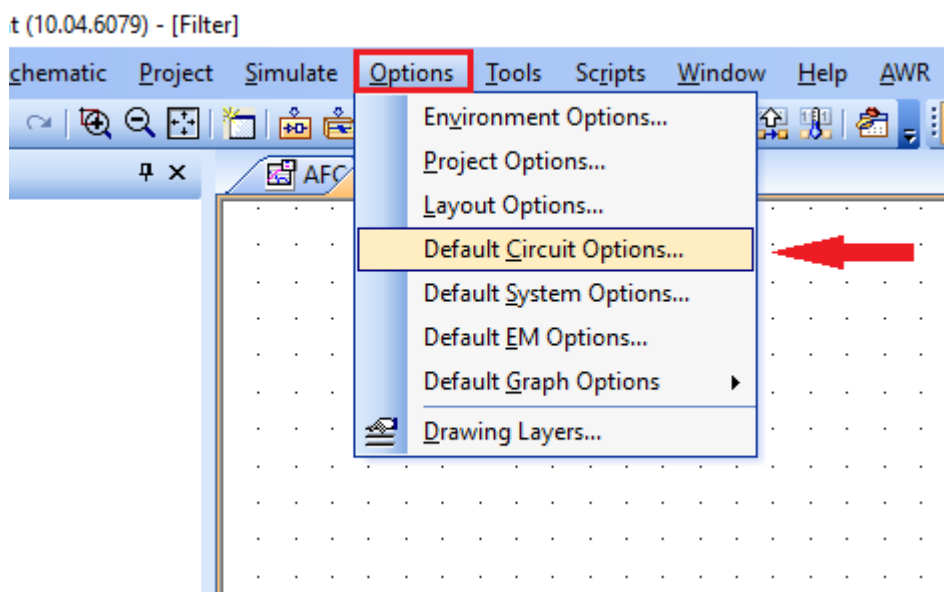 t (10.04.6079) - [Filter]
chematic Project Simulate Options Tools Scripts Window Help AWR
Environment Options...
AFC
Project Options...
Layout Options...
Default Circuit Options...
Default System Options...
Default EM Options...
Default Graph Options
Drawing Layers...